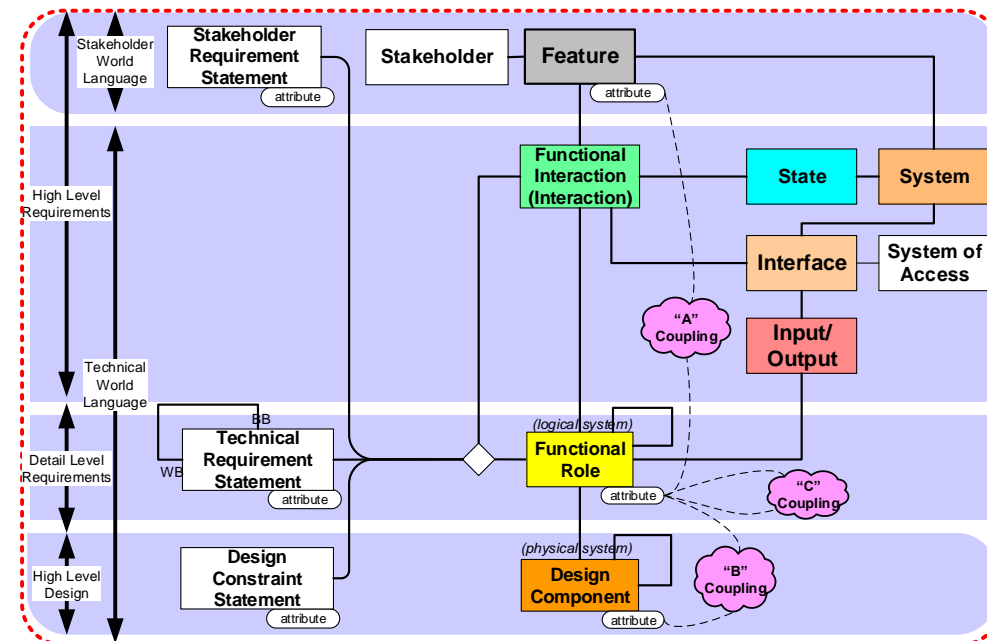 Stakeholder
World
Language
Stakeholder
Requirement
Statement
attribute
Stakeholder
Feature
attribute
High Level
Requirements
Functional
Interaction
(Interaction)
State
System
Interface
System of
Access
"A"
Coupling
Input/
Output
Technical
World
Language
Detail Level
Requirements
BB
WB
Technical
Requirement
Statement
attribute
(logical system)
Functional
Role
attribute
"C"
Coupling
High Level
Design
Design
Constraint
Statement
attribute
(physical system)
Design
Component
attribute
"B"
Coupling